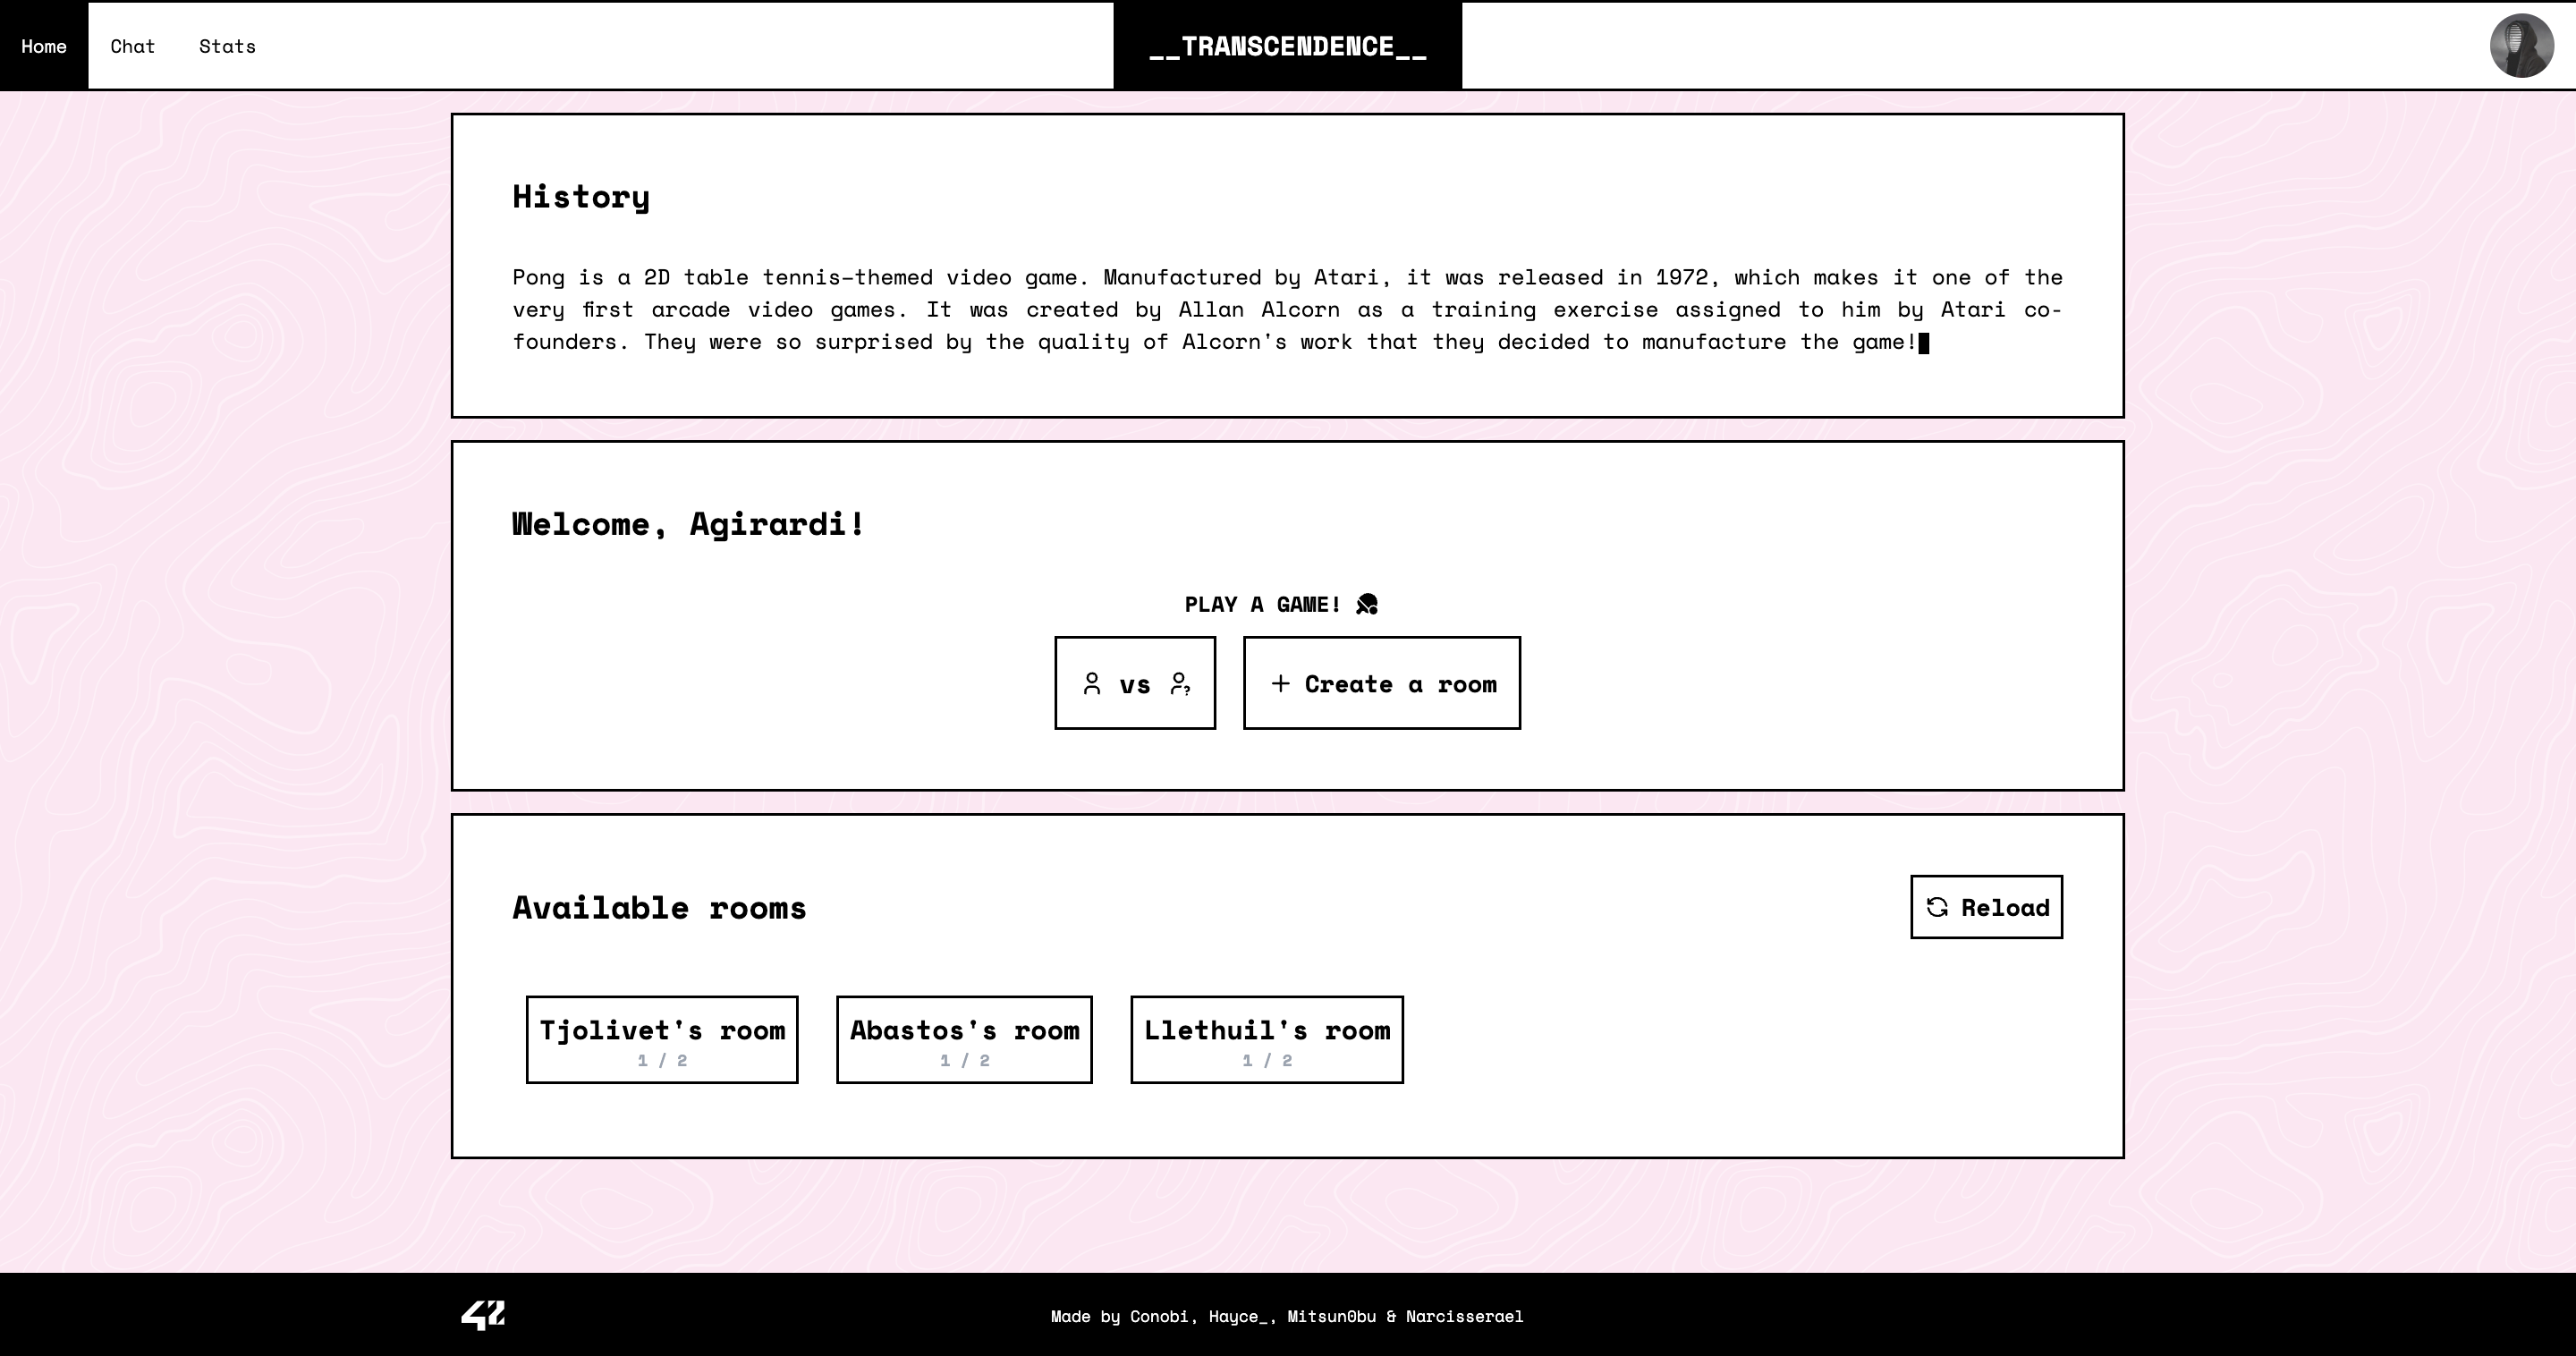 Home Chat Stats __TRANSCENDENCE__
History
Pong is a 2D table tennis-themed video game. Manufactured by Atari, it was released in 1972, which makes it one of the
very first arcade video games. It was created by Allan Alcorn as a training exercise assigned to him by Atari co-
founders. They were so surprised by the quality of Alcorn's work that they decided to manufacture the game!
Welcome, Agirardi!
PLAY A GAME!
vs ? + Create a room
Available rooms
Reload
Tjolivet's room Abastos's room Llethuil's room
1 / 2 1 / 2 1 / 2
42 Made by Conobi, Hayce_, Mitsun0bu & Narcisserael